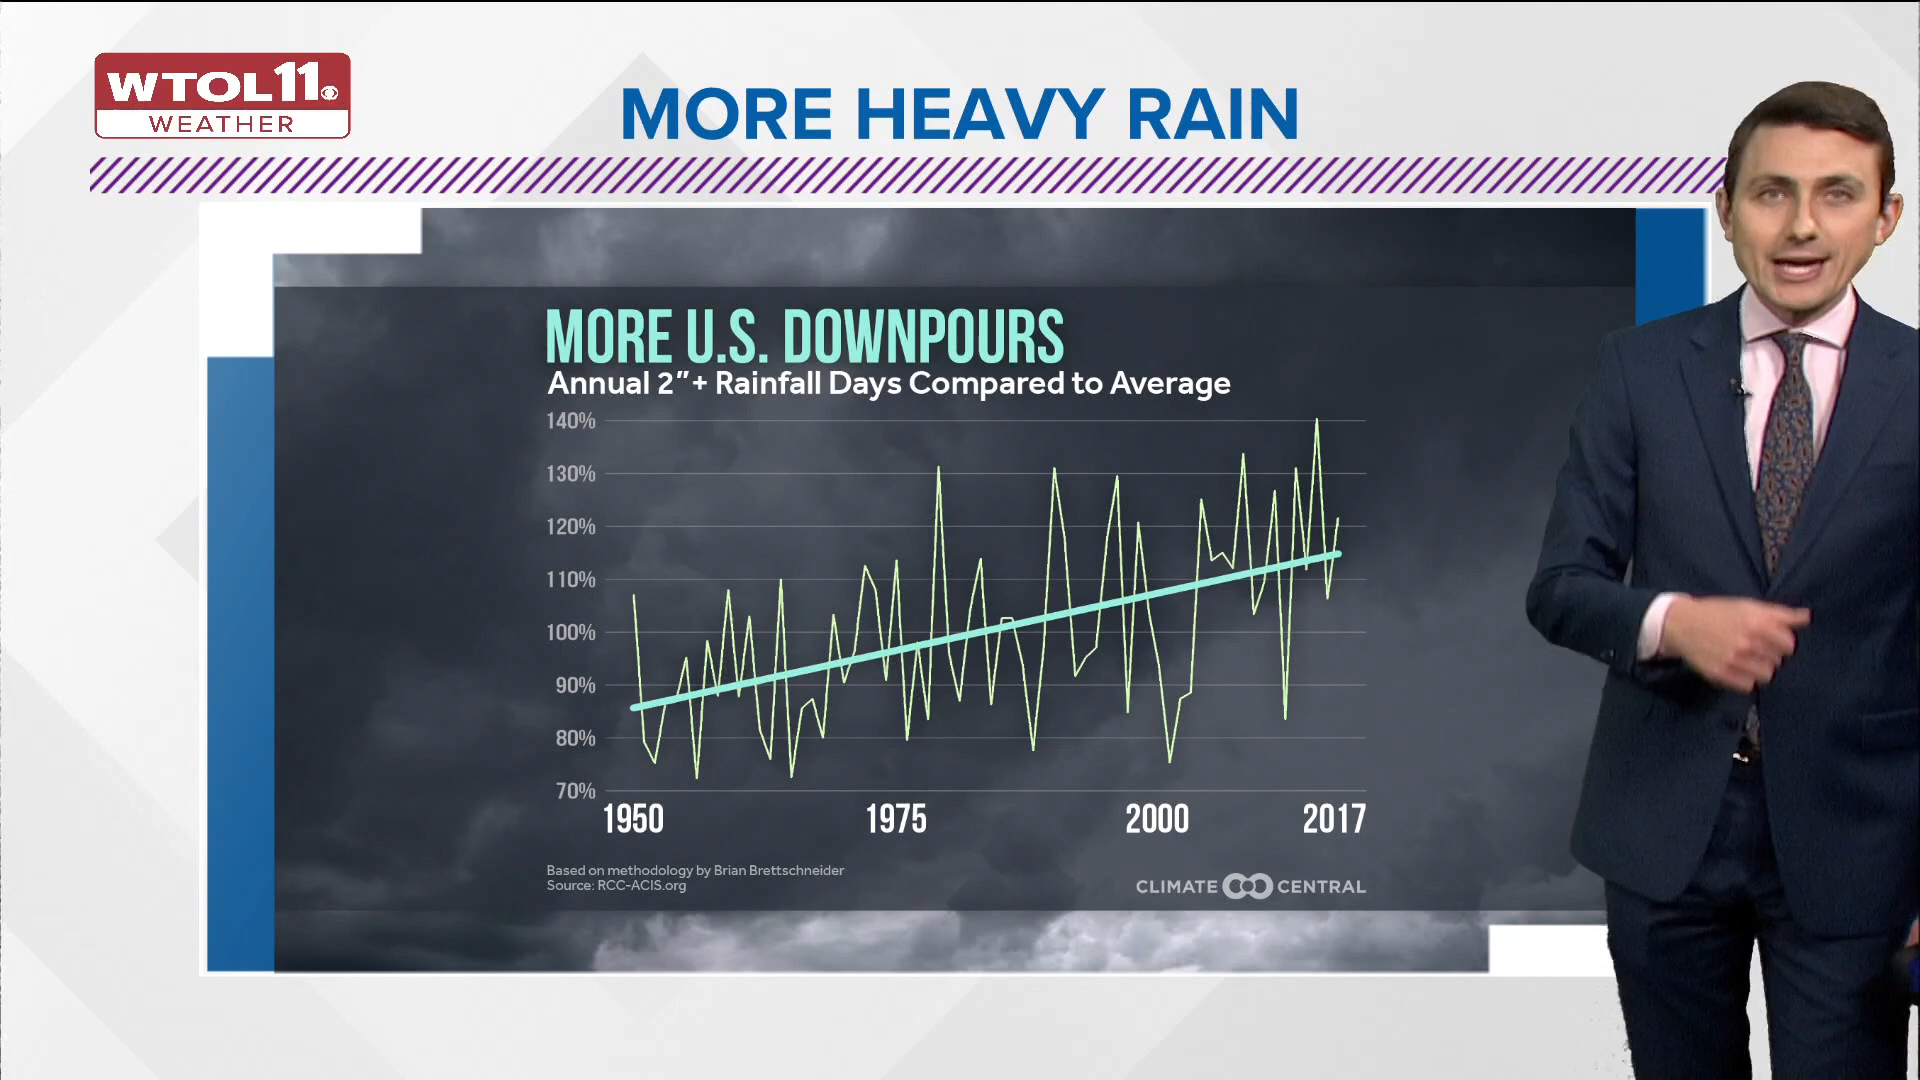 WTOL11
WEATHER
MORE HEAVY RAIN
MORE U.S. DOWNPOURS
Annual 2″+ Rainfall Days Compared to Average
140%
130%
120%
110%
100%
90%
80%
70%
1950 1975 2000 2017
Based on methodology by Brian Brettschneider
Source: RCC-ACIS.org
CLIMATE CENTRAL